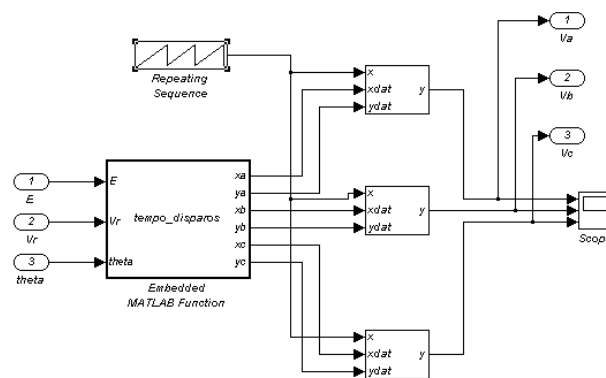 1
Va
2
Vb
3
Vc
Repeating
Sequence
x
xdat
ydat
y
1
E
2
Vr
3
theta
E
Vr
theta
tempo_disparos
xa
ya
xb
yb
xc
yc
Embedded
MATLAB Function
x
xdat
ydat
y
x
xdat
ydat
y
Scop